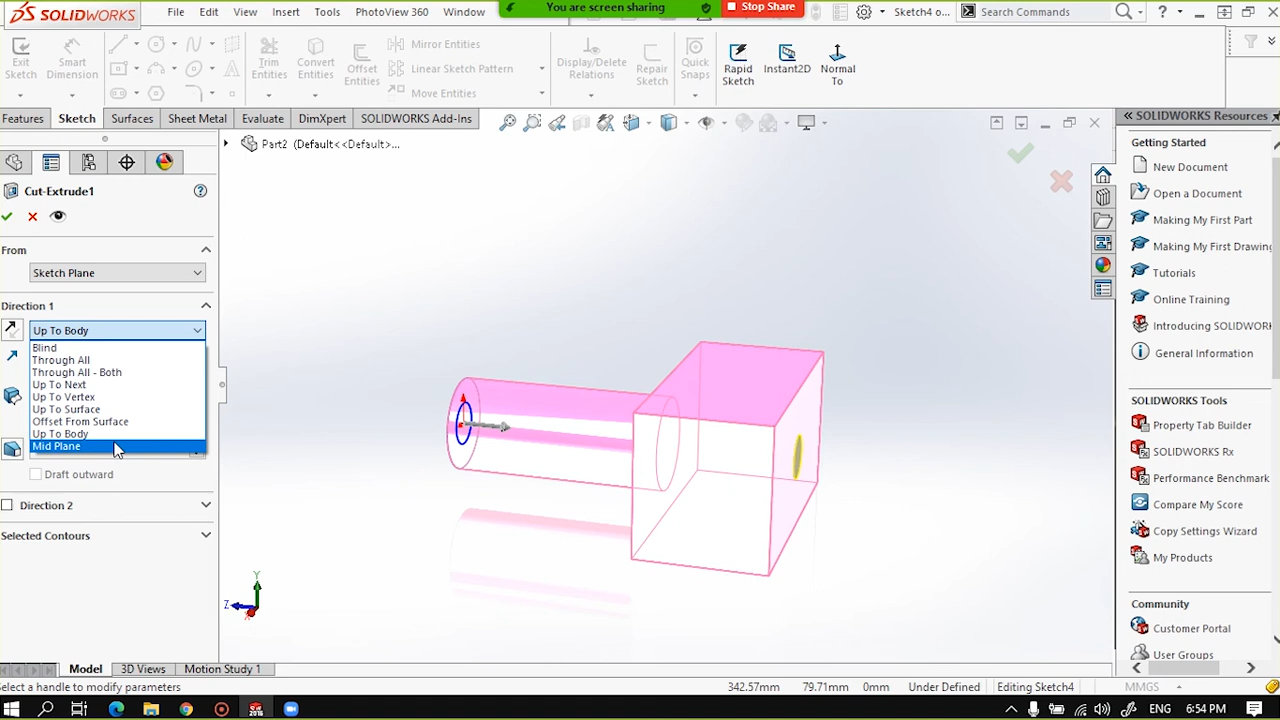 SOLIDWORKS
File Edit View Insert Tools PhotoView 360 Window
You are screen sharing
Stop Share
Sketch4 o...
Search Commands
Exit Sketch
Smart Dimension
Trim Entities
Convert Entities
Offset Entities
Mirror Entities
Linear Sketch Pattern
Move Entities
Display/Delete Relations
Repair Sketch
Quick Snaps
Rapid Sketch
Instant2D
Normal To
Features Sketch Surfaces Sheet Metal Evaluate DimXpert SOLIDWORKS Add-Ins
Part2 (Default<<Default>...
Cut-Extrude1
From
Sketch Plane
Direction 1
Up To Body
Blind
Through All
Through All - Both
Up To Next
Up To Vertex
Up To Surface
Offset From Surface
Up To Body
Mid Plane
Draft outward
Direction 2
Selected Contours
Y
Z
X
SOLIDWORKS Resources
Getting Started
New Document
Open a Document
Making My First Part
Making My First Drawing
Tutorials
Online Training
Introducing SOLIDWOR
General Information
SOLIDWORKS Tools
Property Tab Builder
SOLIDWORKS Rx
Performance Benchmark
Compare My Score
Copy Settings Wizard
My Products
Community
Customer Portal
User Groups
Model 3D Views Motion Study 1
Select a handle to modify parameters
342.57mm 79.71mm 0mm Under Defined Editing Sketch4 MMGS
SW
2016
ENG 6:54 PM